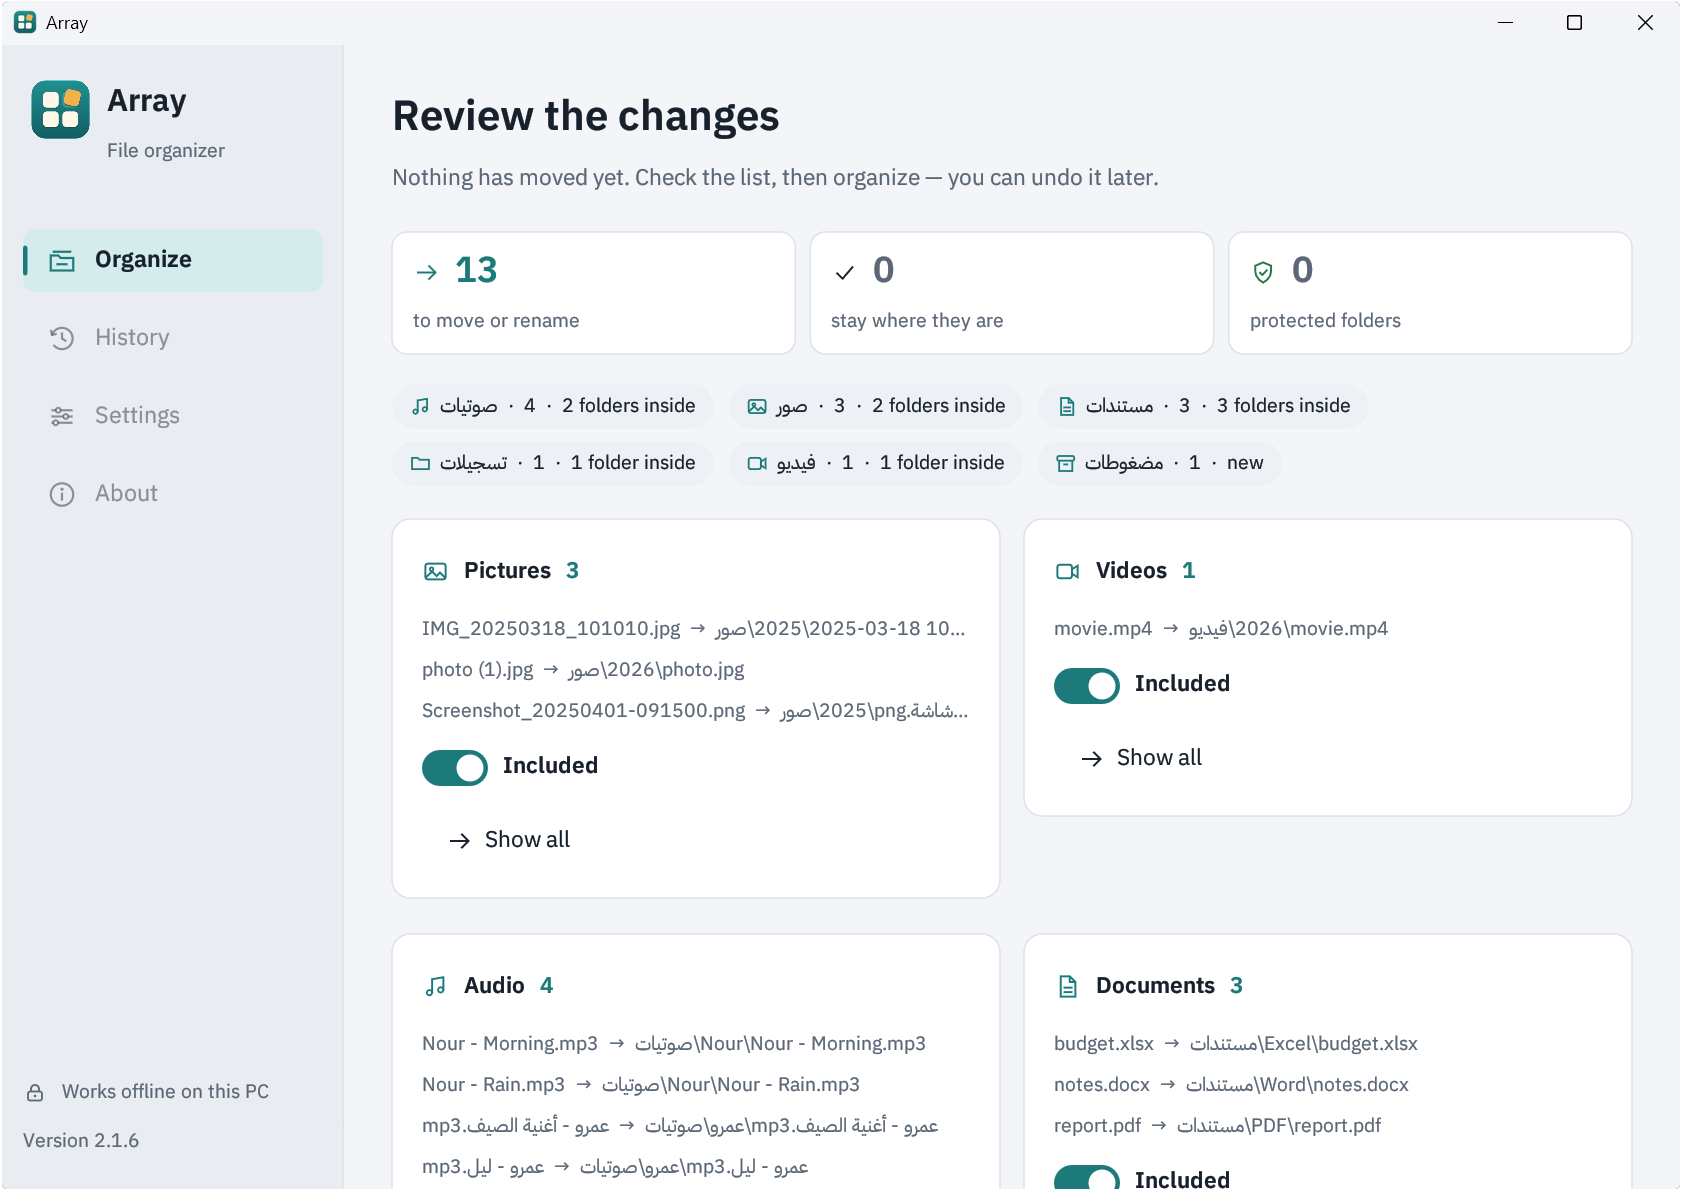 Array
Array
File organizer
Organize
History
Settings
About
Works offline on this PC
Version 2.1.6
Review the changes
Nothing has moved yet. Check the list, then organize — you can undo it later.
13
to move or rename
0
stay where they are
0
protected folders
صوتيات · 4 · 2 folders inside
صور · 3 · 2 folders inside
مستندات · 3 · 3 folders inside
تسجيلات · 1 · 1 folder inside
فيديو · 1 · 1 folder inside
مضغوطات · 1 · new
Pictures 3
IMG_20250318_101010.jpg → صور\2025\2025-03-18 10...
photo (1).jpg → صور\2026\photo.jpg
Screenshot_20250401-091500.png → صور\2025\شاشة.png...
Included
Show all
Videos 1
movie.mp4 → فيديو\2026\movie.mp4
Included
Show all
Audio 4
Nour - Morning.mp3 → صوتيات\Nour\Nour - Morning.mp3
Nour - Rain.mp3 → صوتيات\Nour\Nour - Rain.mp3
عمرو - أغنية الصيف.mp3 → صوتيات\عمرو\عمرو - أغنية الصيف.mp3
عمرو - ليل.mp3 → صوتيات\عمرو\عمرو - ليل.mp3
Documents 3
budget.xlsx → مستندات\Excel\budget.xlsx
notes.docx → مستندات\Word\notes.docx
report.pdf → مستندات\PDF\report.pdf
Included